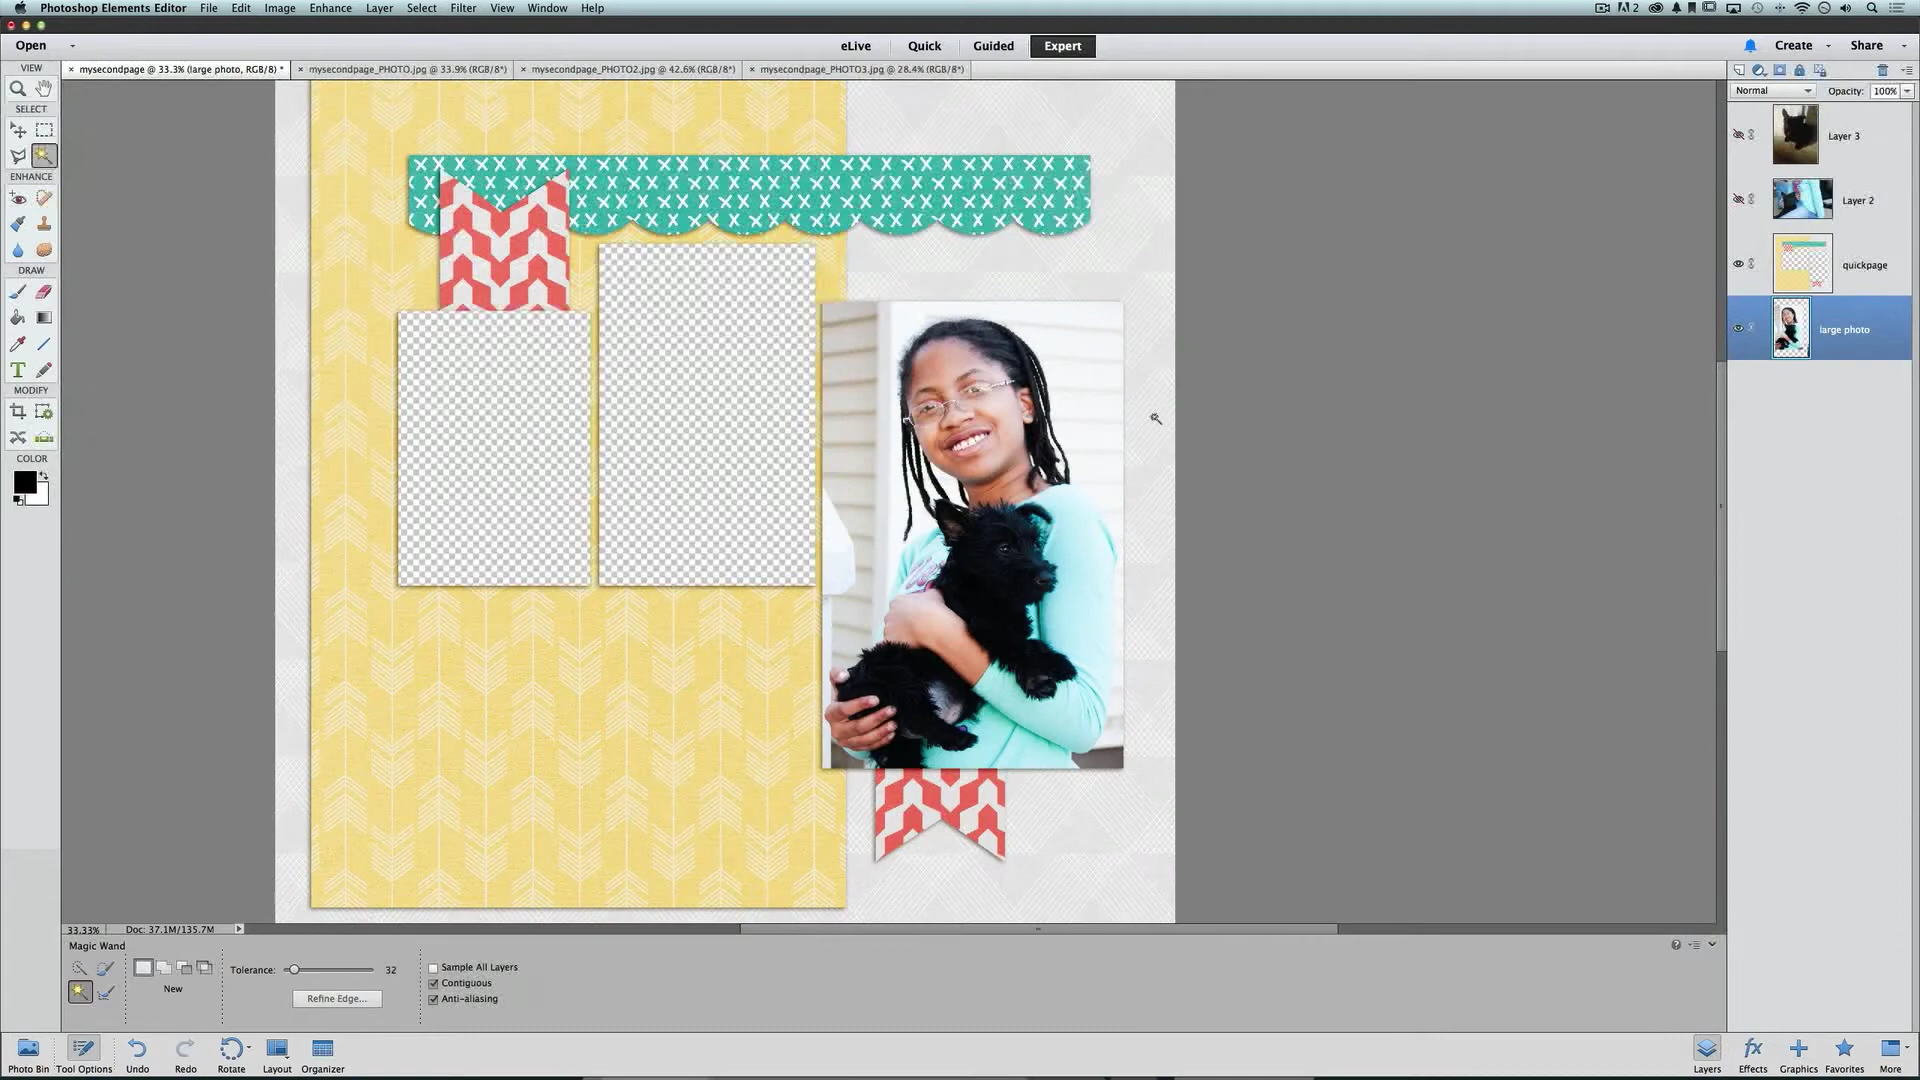 Photoshop Elements Editor File Edit Image Enhance Layer Select Filter View Window Help 2
Open eLive Quick Guided Expert Create Share
VIEW
mysecondpage @ 33.3% (large photo, RGB/8) *
mysecondpage_PHOTO.jpg @ 33.9% (RGB/8*)
mysecondpage_PHOTO2.jpg @ 42.6% (RGB/8*)
mysecondpage_PHOTO3.jpg @ 28.4% (RGB/8*)
Normal Opacity: 100%
SELECT
ENHANCE
DRAW
T
MODIFY
COLOR
Layer 3
Layer 2
quickpage
large photo
33.33% Doc: 37.1M/135.7M
Magic Wand
New
Tolerance: 32
Refine Edge...
Sample All Layers
Contiguous
Anti-aliasing
fx
Photo Bin Tool Options Undo Redo Rotate Layout Organizer Layers Effects Graphics Favorites More